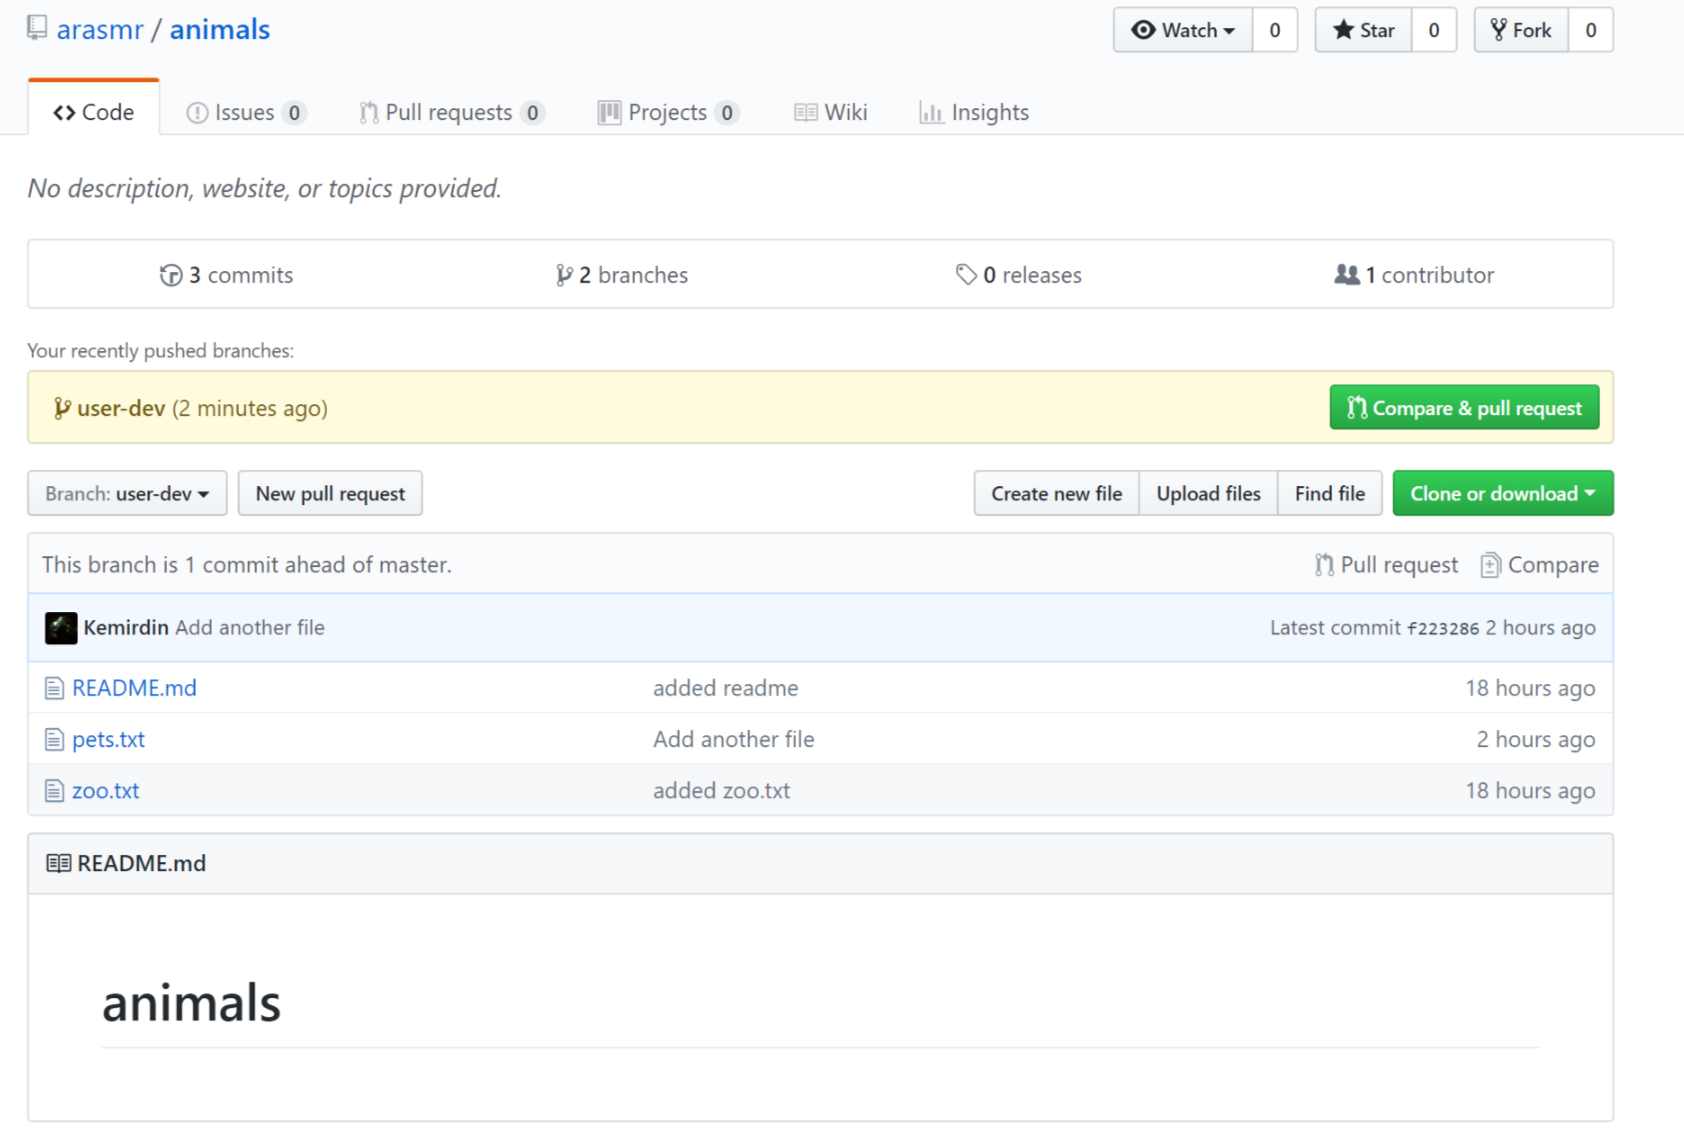 arasmr / animals
Watch 0 Star 0 Fork 0
Code Issues 0 Pull requests 0 Projects 0 Wiki Insights
No description, website, or topics provided.
3 commits 2 branches 0 releases 1 contributor
Your recently pushed branches:
user-dev (2 minutes ago) Compare & pull request
Branch: user-dev New pull request Create new file Upload files Find file Clone or download
This branch is 1 commit ahead of master. Pull request Compare
Kemirdin Add another file Latest commit f223286 2 hours ago
README.md added readme 18 hours ago
pets.txt Add another file 2 hours ago
zoo.txt added zoo.txt 18 hours ago
README.md
animals